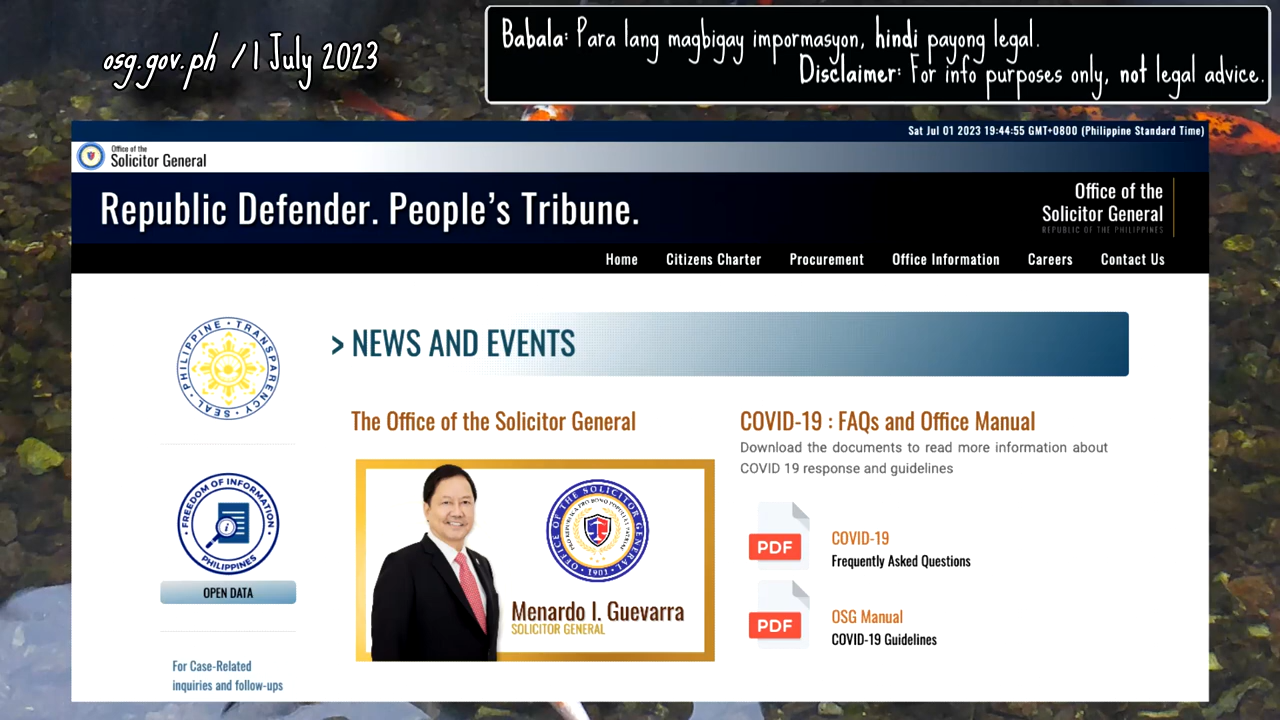 osg.gov.ph / 1 July 2023
Babala: Para lang magbigay impormasyon, hindi payong legal.
Disclaimer: For info purposes only, not legal advice.
Sat Jul 01 2023 19:44:55 GMT+0800 (Philippine Standard Time)
Office of the
Solicitor General
Republic Defender. People's Tribune.
Office of the
Solicitor General
REPUBLIC OF THE PHILIPPINES
Home Citizens Charter Procurement Office Information Careers Contact Us
PHILIPPINE TRANSPARENCY SEAL
> NEWS AND EVENTS
The Office of the Solicitor General
COVID-19 : FAQs and Office Manual
Download the documents to read more information about
COVID 19 response and guidelines
FREEDOM OF INFORMATION
PHILIPPINES
OPEN DATA
OFFICE OF THE SOLICITOR GENERAL
1901
Menardo I. Guevarra
SOLICITOR GENERAL
PDF
COVID-19
Frequently Asked Questions
PDF
OSG Manual
COVID-19 Guidelines
For Case-Related
inquiries and follow-ups